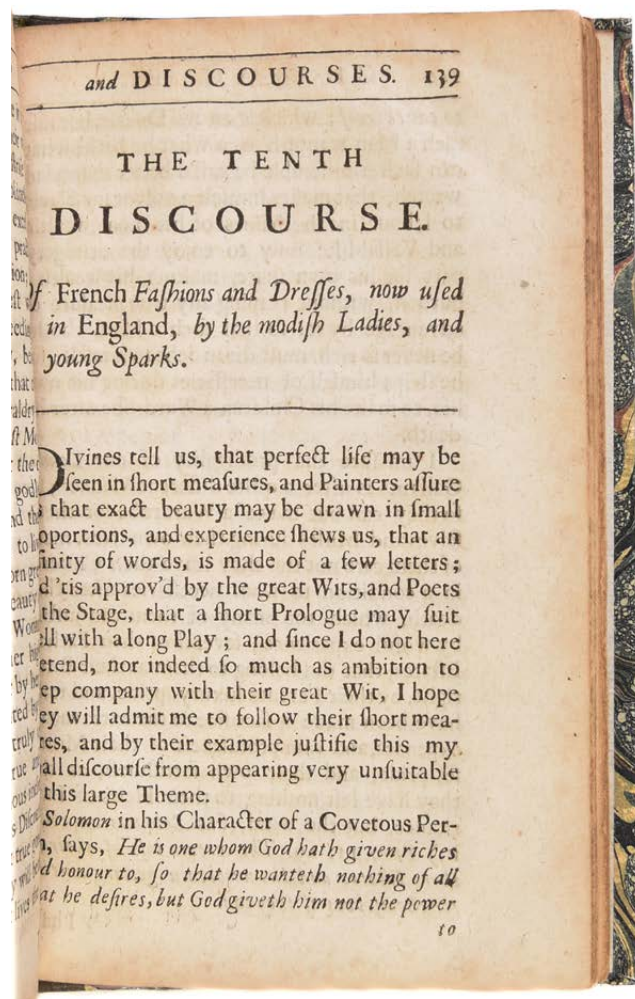 and DISCOURSES. 139
THE TENTH
DISCOURSE.
Of French Faſhions and Dreſſes, now uſed
in England, by the modiſh Ladies, and
young Sparks.
DIvines tell us, that perfect life may be
ſeen in ſhort meaſures, and Painters aſſure
that exact beauty may be drawn in ſmall
oportions, and experience ſhews us, that an
finity of words, is made of a few letters;
d 'tis approv'd by the great Wits, and Poets
the Stage, that a ſhort Prologue may ſuit
ell with a long Play; and ſince I do not here
etend, nor indeed ſo much as ambition to
ep company with their great Wit, I hope
ey will admit me to follow their ſhort mea-
res, and by their example juſtifie this my
all diſcourſe from appearing very unſuitable
this large Theme.
Solomon in his Character of a Covetous Per-
n, ſays, He is one whom God hath given riches
d honour to, ſo that he wanteth nothing of all
at he deſires, but God giveth him not the power
to